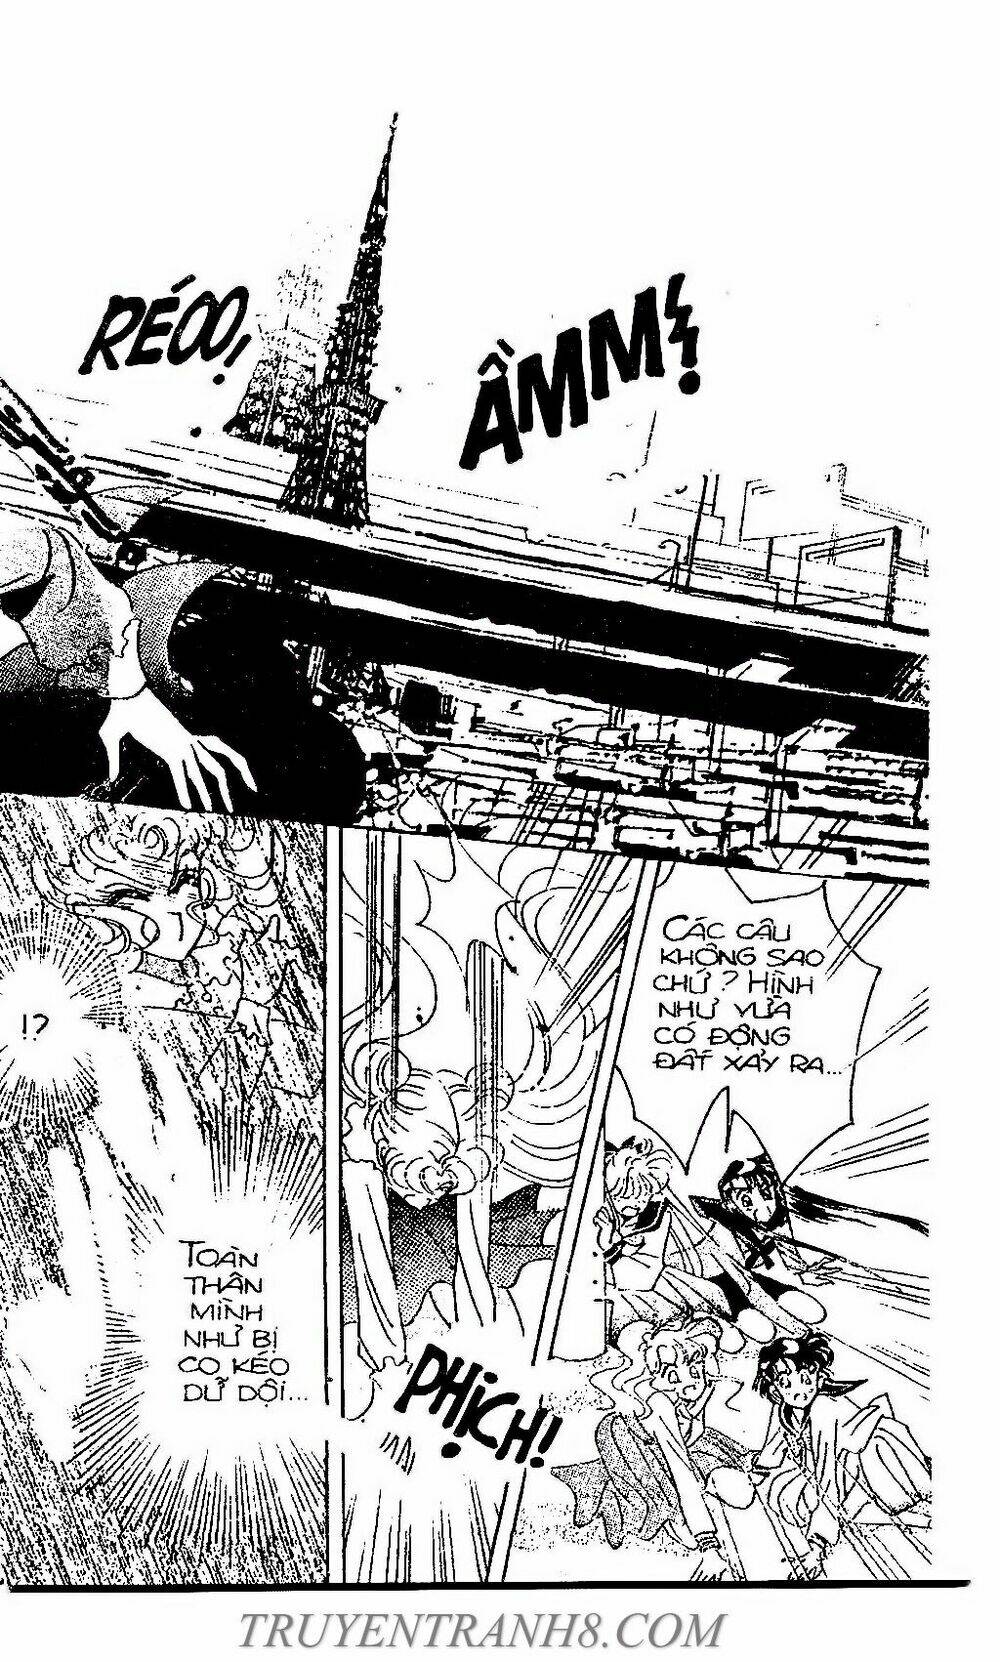 RÉOO,
ẦMM!
!?
TOÀN
THÂN
MÌNH
NHƯ BỊ
CO KÉO
DỮ DỘI...
PHỊCH!
CÁC CẬU
KHÔNG SAO
CHỨ? HÌNH
NHƯ VỪA
CÓ ĐỘNG
ĐẤT XẢY RA...
TRUYENTRANH8.COM